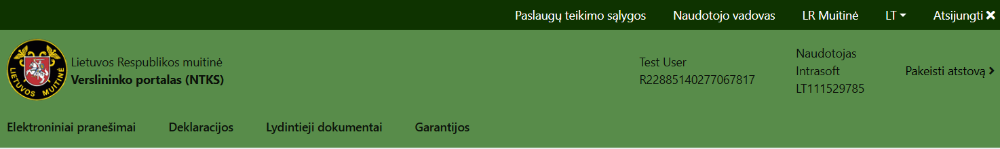 Paslaugų teikimo sąlygos Naudotojo vadovas LR Muitinė LT Atsijungti
LIETUVOS MUITINĖ
Lietuvos Respublikos muitinė
Verslininko portalas (NTKS)
Test User
R22885140277067817
Naudotojas
Intrasoft
LT111529785
Pakeisti atstovą
Elektroniniai pranešimai Deklaracijos Lydintieji dokumentai Garantijos